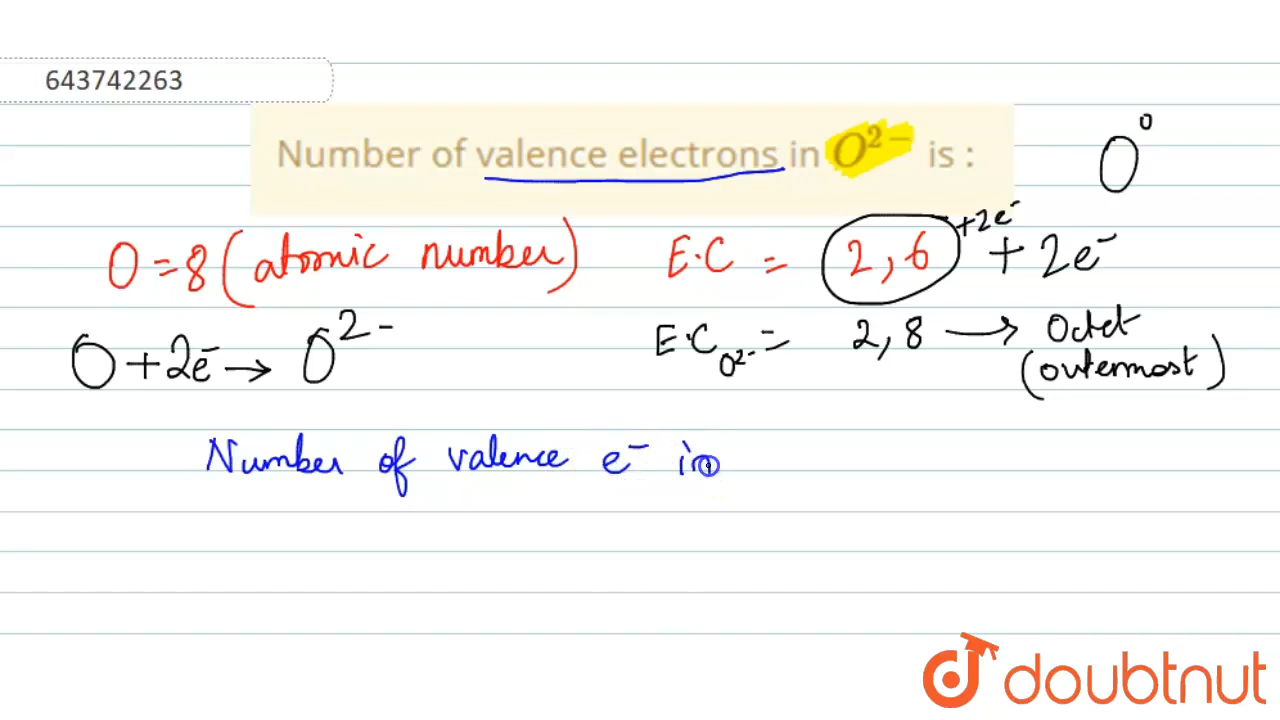 643742263
Number of valence electrons in O²⁻ is :
O⁰
O = 8 (atomic number) E.C = 2, 6 +2e⁻ + 2e⁻
O + 2e⁻ → O²⁻ E.C O²⁻ = 2, 8 → Octet
(outermost)
Number of valence e⁻ in
doubtnut